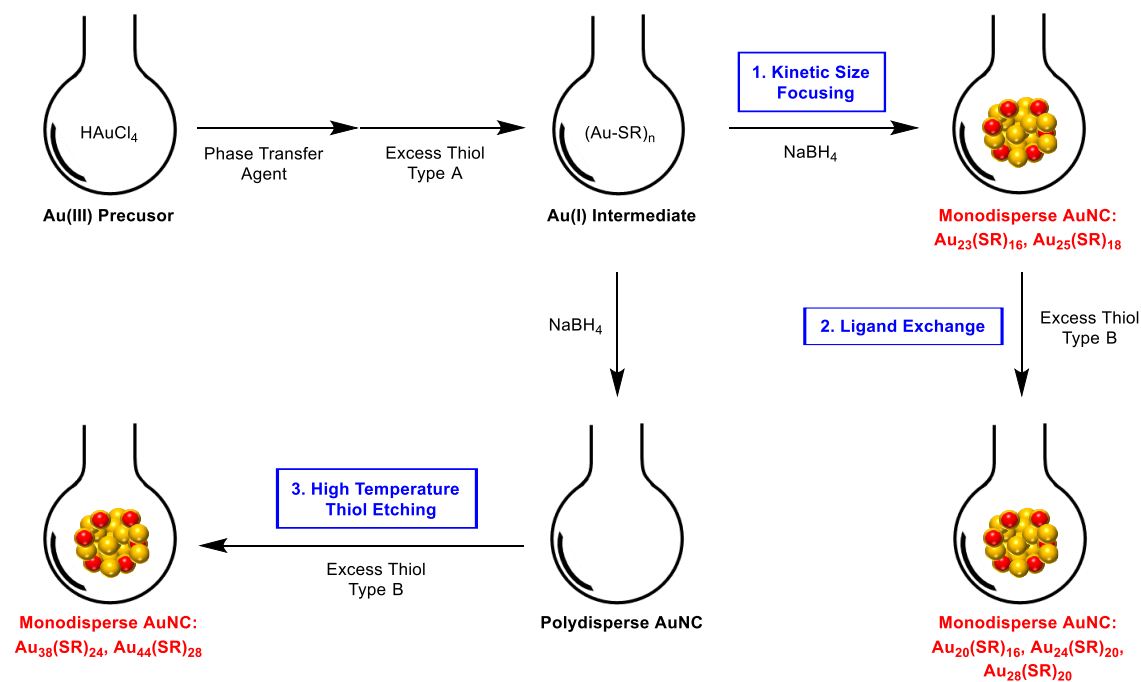 HAuCl₄
Phase Transfer
Agent
Excess Thiol
Type A
(Au-SR)ₙ
1. Kinetic Size
Focusing
NaBH₄
Au(III) Precusor
Au(I) Intermediate
Monodisperse AuNC:
Au₂₃(SR)₁₆, Au₂₅(SR)₁₈
NaBH₄
2. Ligand Exchange
Excess Thiol
Type B
3. High Temperature
Thiol Etching
Excess Thiol
Type B
Monodisperse AuNC:
Au₃₈(SR)₂₄, Au₄₄(SR)₂₈
Polydisperse AuNC
Monodisperse AuNC:
Au₂₀(SR)₁₆, Au₂₄(SR)₂₀,
Au₂₈(SR)₂₀